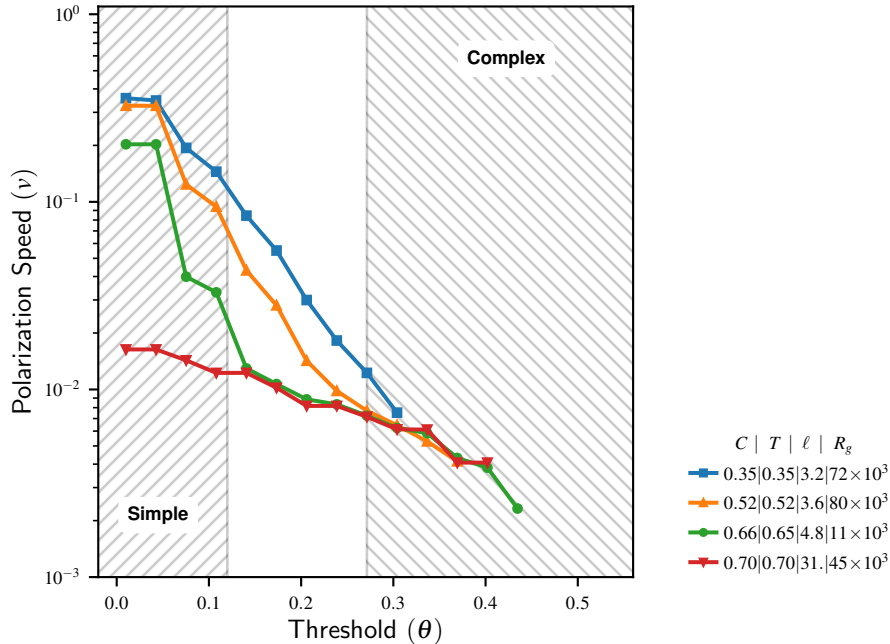 10⁰
Complex
10⁻¹
Polarization Speed (ν)
10⁻²
C | T | ℓ | R_g
0.35|0.35|3.2|72×10³
0.52|0.52|3.6|80×10³
Simple
0.66|0.65|4.8|11×10³
0.70|0.70|31.|45×10³
10⁻³
0.0 0.1 0.2 0.3 0.4 0.5
Threshold (θ)